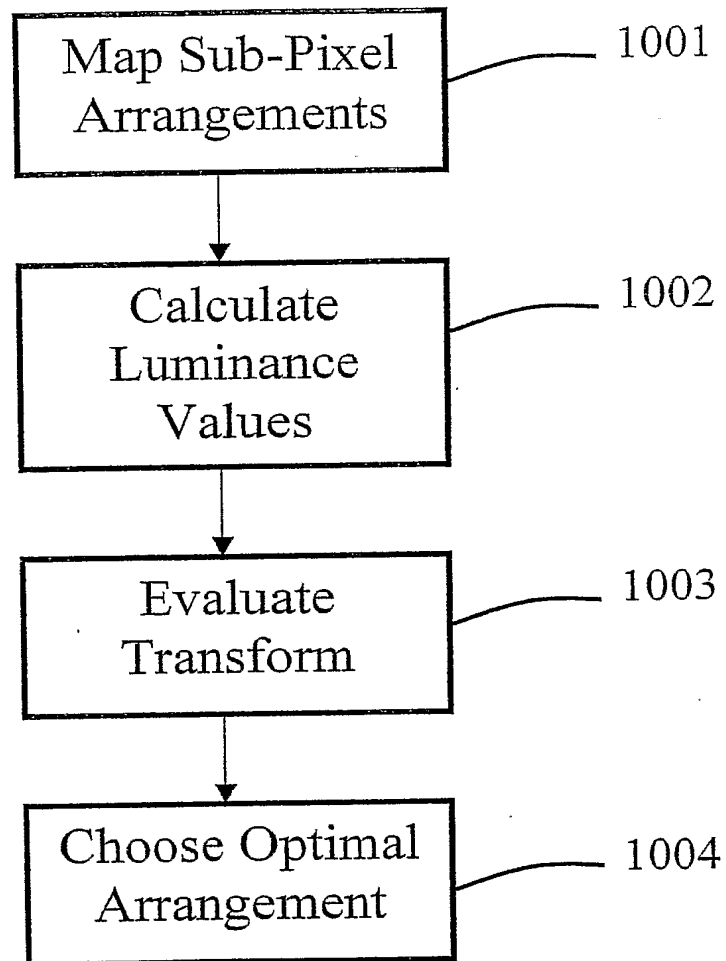 Map Sub-Pixel
Arrangements
1001
Calculate
Luminance
Values
1002
Evaluate
Transform
1003
Choose Optimal
Arrangement
1004